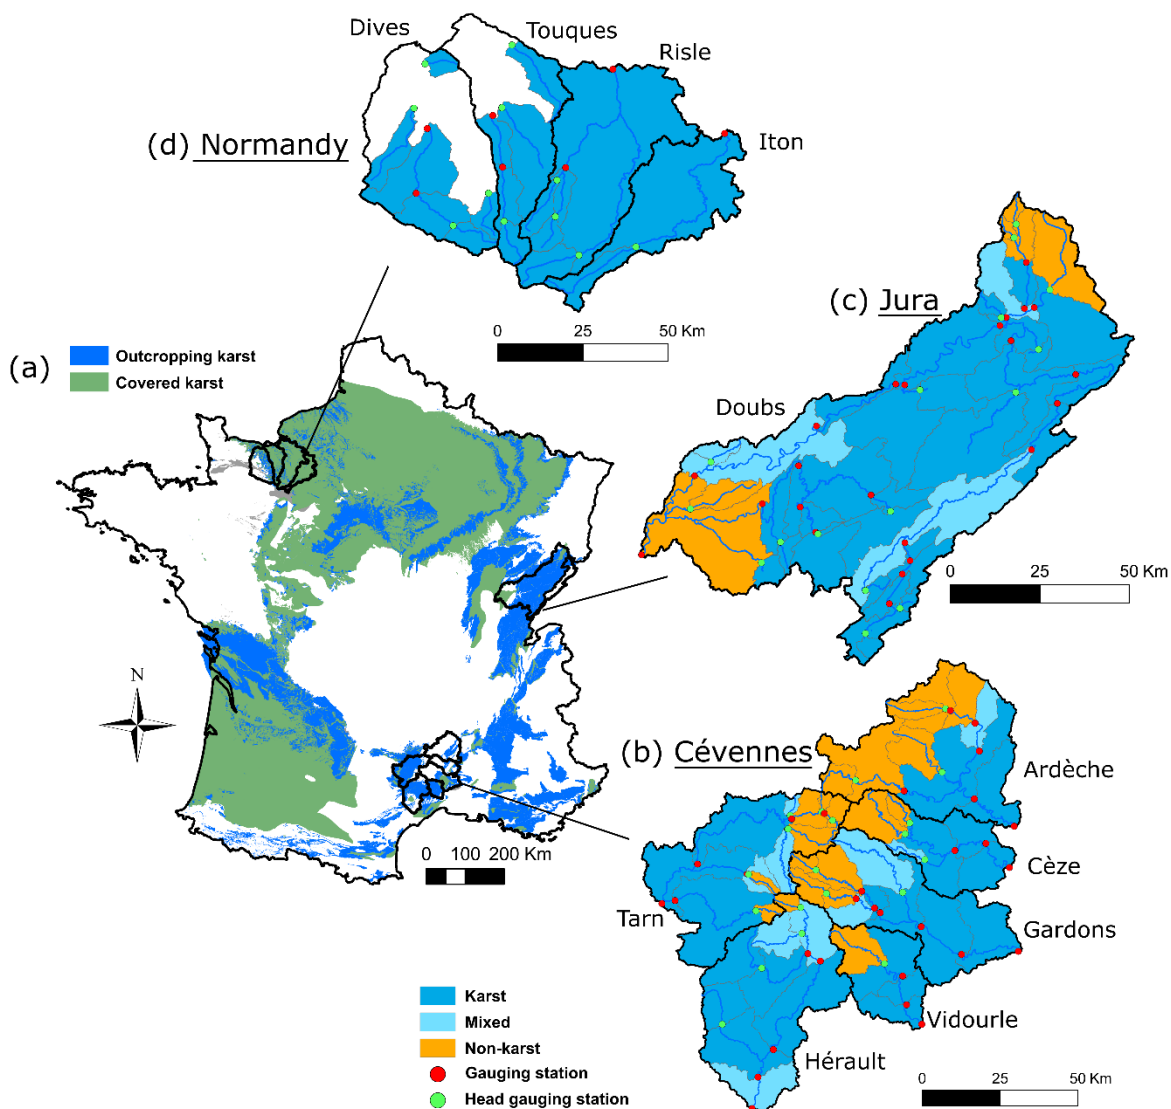 Dives
Touques
Risle
Iton
(d) Normandy
0 25 50 Km
(c) Jura
Doubs
0 25 50 Km
(a)
Outcropping karst
Covered karst
N
0 100 200 Km
(b) Cévennes
Ardèche
Cèze
Tarn
Gardons
Vidourle
Hérault
Karst
Mixed
Non-karst
Gauging station
Head gauging station
0 25 50 Km